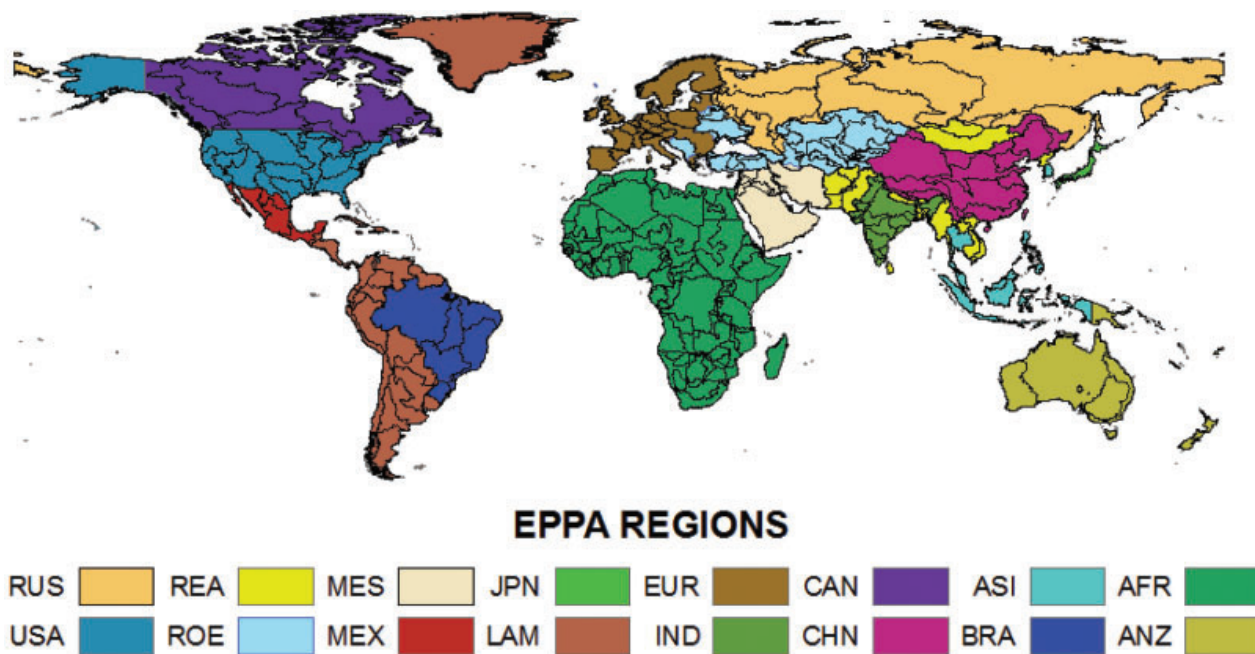 EPPA REGIONS
RUS REA MES JPN EUR CAN ASI AFR
USA ROE MEX LAM IND CHN BRA ANZ